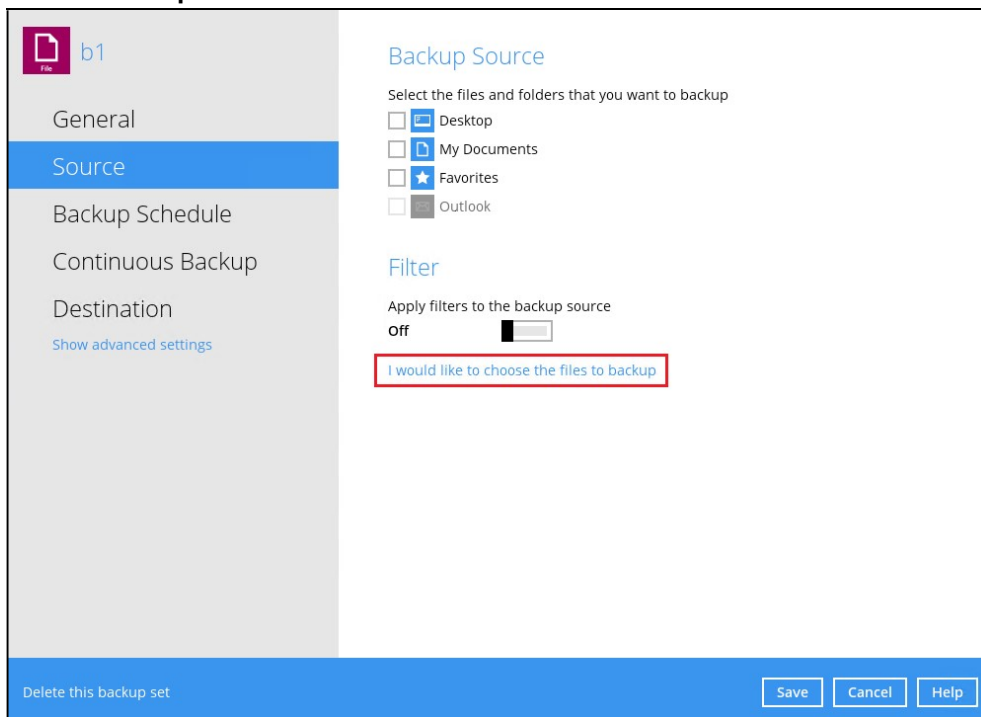 File
b1
General
Source
Backup Schedule
Continuous Backup
Destination
Show advanced settings
Backup Source
Select the files and folders that you want to backup
Desktop
My Documents
Favorites
Outlook
Filter
Apply filters to the backup source
Off
I would like to choose the files to backup
Delete this backup set
Save
Cancel
Help